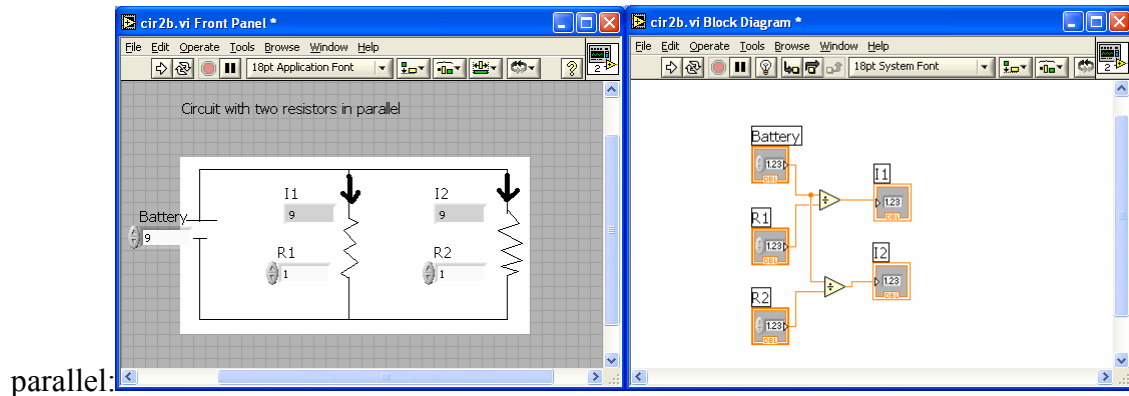 cir2b.vi Front Panel *
File Edit Operate Tools Browse Window Help
18pt Application Font
2
Circuit with two resistors in parallel
I1
I2
9
9
Battery
9
R1
R2
1
1
cir2b.vi Block Diagram *
File Edit Operate Tools Browse Window Help
18pt System Font
2
Battery
1.23
DBL
I1
1.23
DBL
R1
1.23
DBL
I2
1.23
DBL
R2
1.23
DBL
parallel: